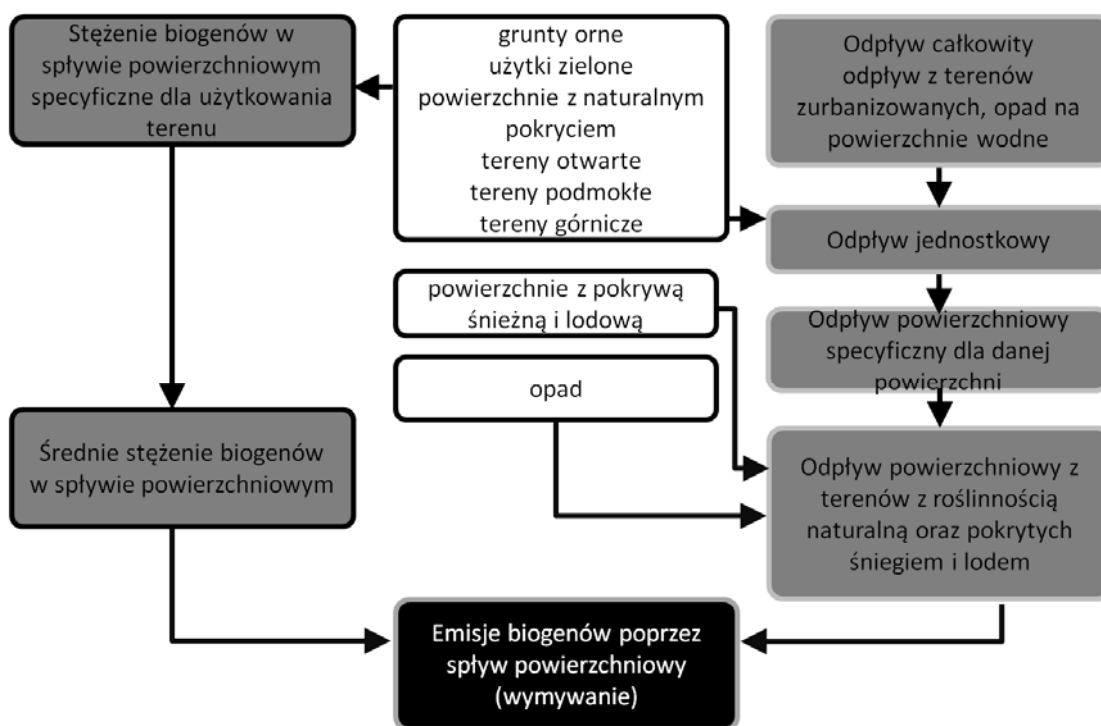 Stężenie biogenów w
spływie powierzchniowym
specyficzne dla użytkowania
terenu
grunty orne
użytki zielone
powierzchnie z naturalnym
pokryciem
tereny otwarte
tereny podmokłe
tereny górnicze
Odpływ całkowity
odpływ z terenów
zurbanizowanych, opad na
powierzchnie wodne
Odpływ jednostkowy
powierzchnie z pokrywą
śnieżną i lodową
Odpływ powierzchniowy
specyficzny dla danej
powierzchni
opad
Średnie stężenie biogenów
w spływie powierzchniowym
Odpływ powierzchniowy z
terenów z roślinnością
naturalną oraz pokrytych
śniegiem i lodem
Emisje biogenów poprzez
spływ powierzchniowy
(wymywanie)